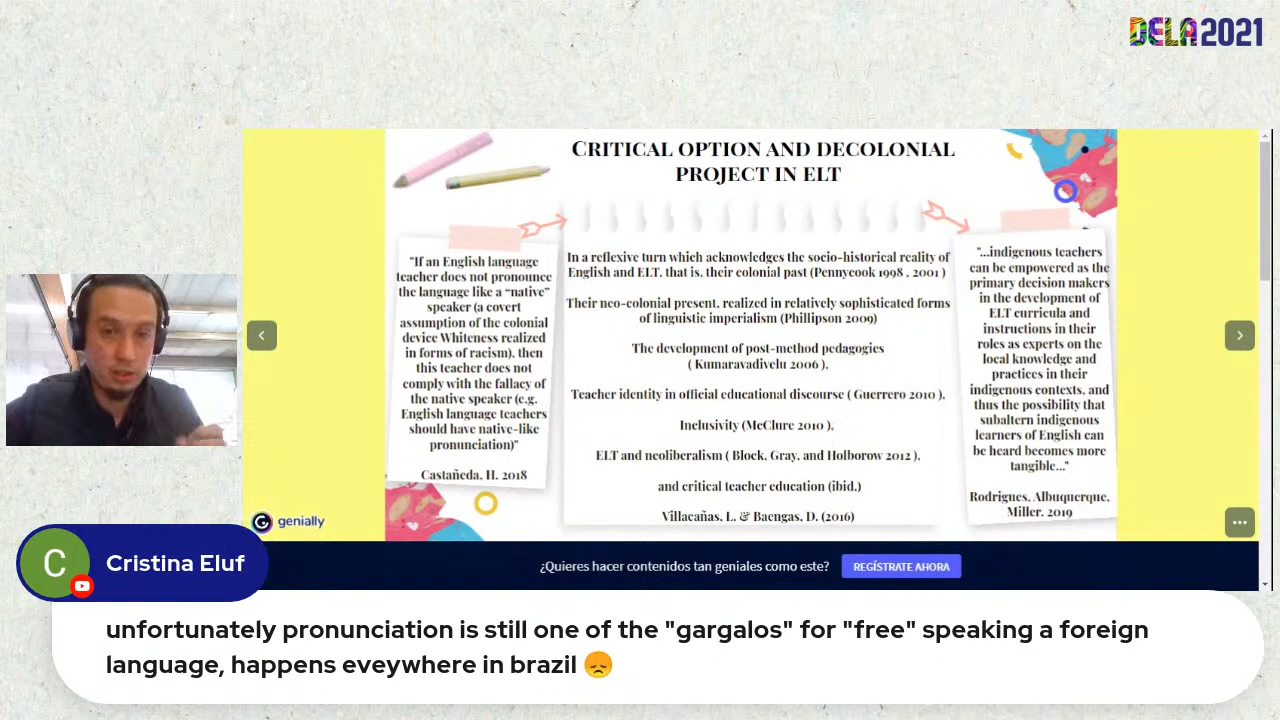 DELA 2021
CRITICAL OPTION AND DECOLONIAL
PROJECT IN ELT
"If an English language
teacher does not pronounce
the language like a “native”
speaker (a covert
assumption of the colonial
device Whiteness realized
in forms of racism), then
this teacher does not
comply with the fallacy of
the native speaker (e.g.
English language teachers
should have native-like
pronunciation)"
Castañeda, H. 2018
In a reflexive turn which acknowledges the socio-historical reality of
English and ELT, that is, their colonial past (Pennycook 1998 , 2001 )
Their neo-colonial present, realized in relatively sophisticated forms
of linguistic imperialism (Phillipson 2009)
The development of post-method pedagogies
( Kumaravadivelu 2006 ),
Teacher identity in official educational discourse ( Guerrero 2010 ),
Inclusivity (McClure 2010 ),
ELT and neoliberalism ( Block, Gray, and Holborow 2012 ),
and critical teacher education (ibid,)
Villacañas, L. & Baengas, D. (2016)
"...indigenous teachers
can be empowered as the
primary decision makers
in the development of
ELT curricula and
instructions in their
roles as experts on the
local knowledge and
practices in their
indigenous contexts, and
thus the possibility that
subaltern indigenous
learners of English can
be heard becomes more
tangible..."
Rodrigues, Albuquerque,
Miller. 2019
genially
¿Quieres hacer contenidos tan geniales como este?
REGÍSTRATE AHORA
C
Cristina Eluf
unfortunately pronunciation is still one of the "gargalos" for "free" speaking a foreign
language, happens eveywhere in brazil 😞